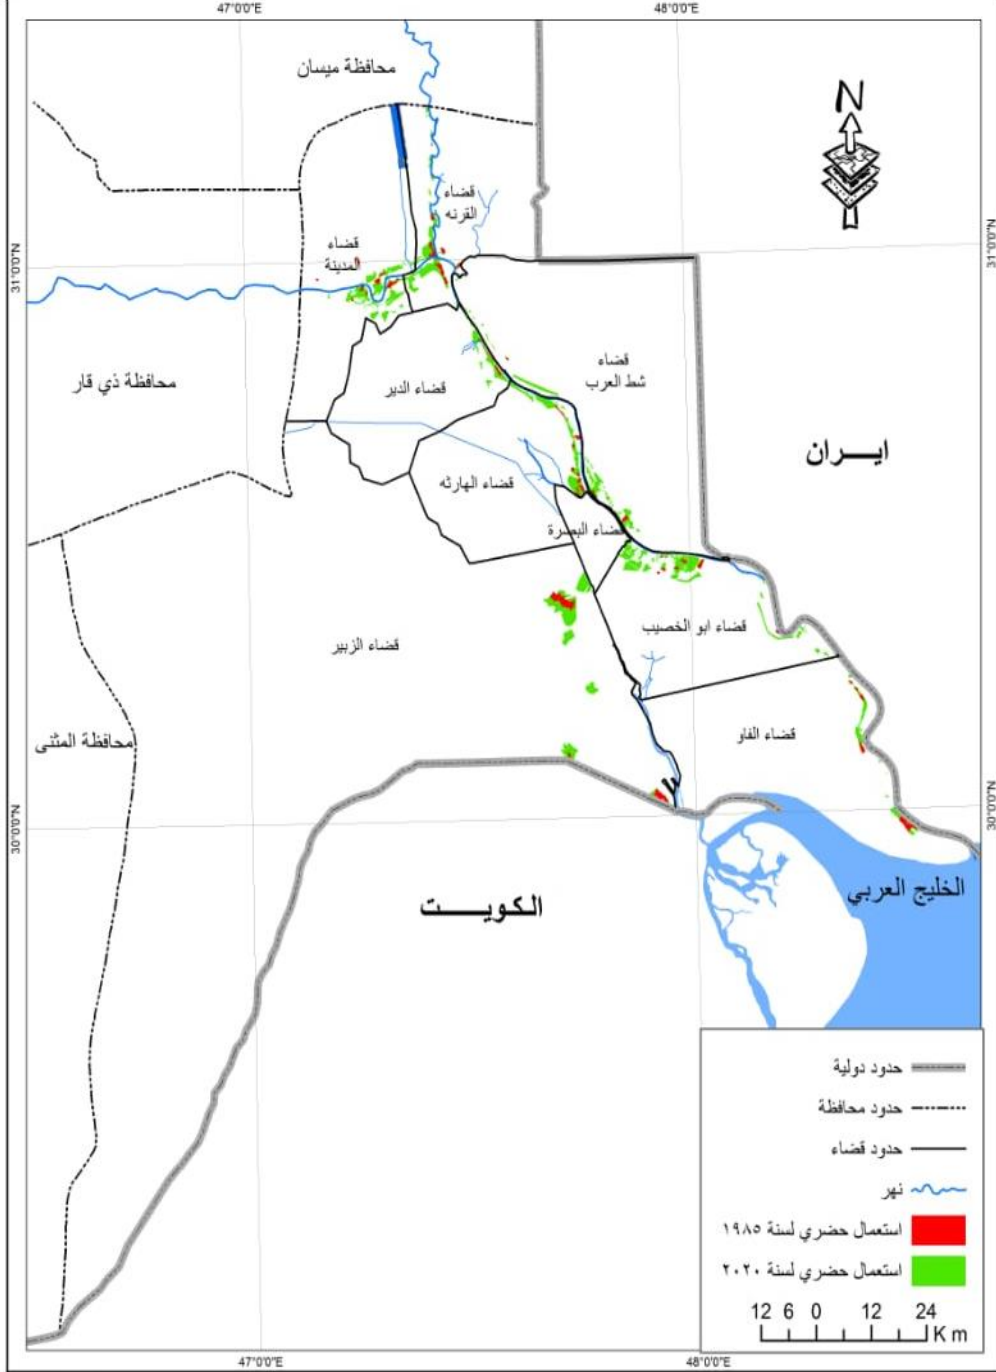 47°0'0"E
48°0'0"E
محافظة ميسان
N
قضاء
القرنه
31°0'0"N
31°0'0"N
قضاء
المدينة
قضاء
شط العرب
محافظة ذي قار
قضاء الدير
ايـــران
قضاء الهارثه
قضاء البصرة
قضاء ابو الخصيب
قضاء الزبير
محافظة المثنى
قضاء الفاو
30°0'0"N
30°0'0"N
الخليج العربي
الكويـــت
حدود دولية
حدود محافظة
حدود قضاء
نهر
استعمال حضري لسنة ١٩٨٥
استعمال حضري لسنة ٢٠٢٠
12 6 0 12 24
K m
47°0'0"E
48°0'0"E